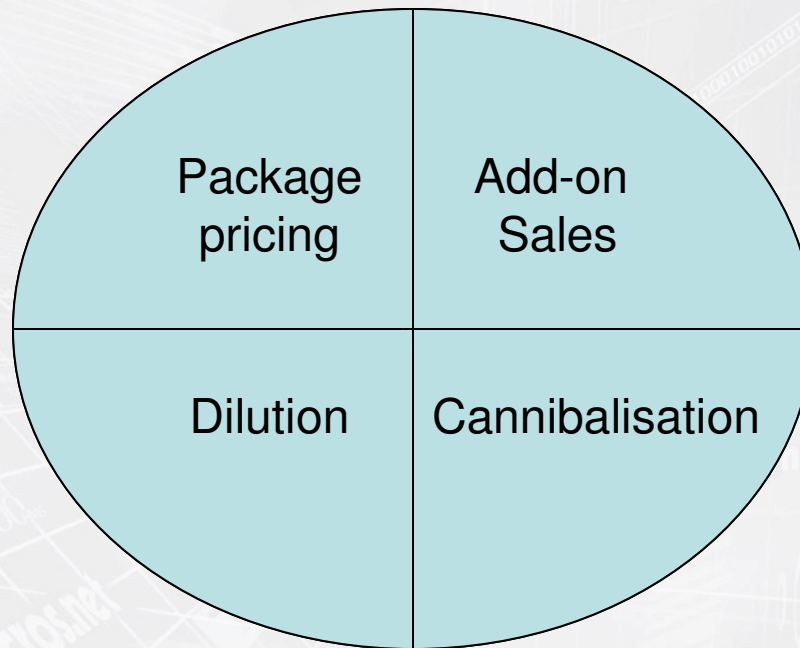 Package
pricing
Add-on
Sales
Dilution
Cannibalisation